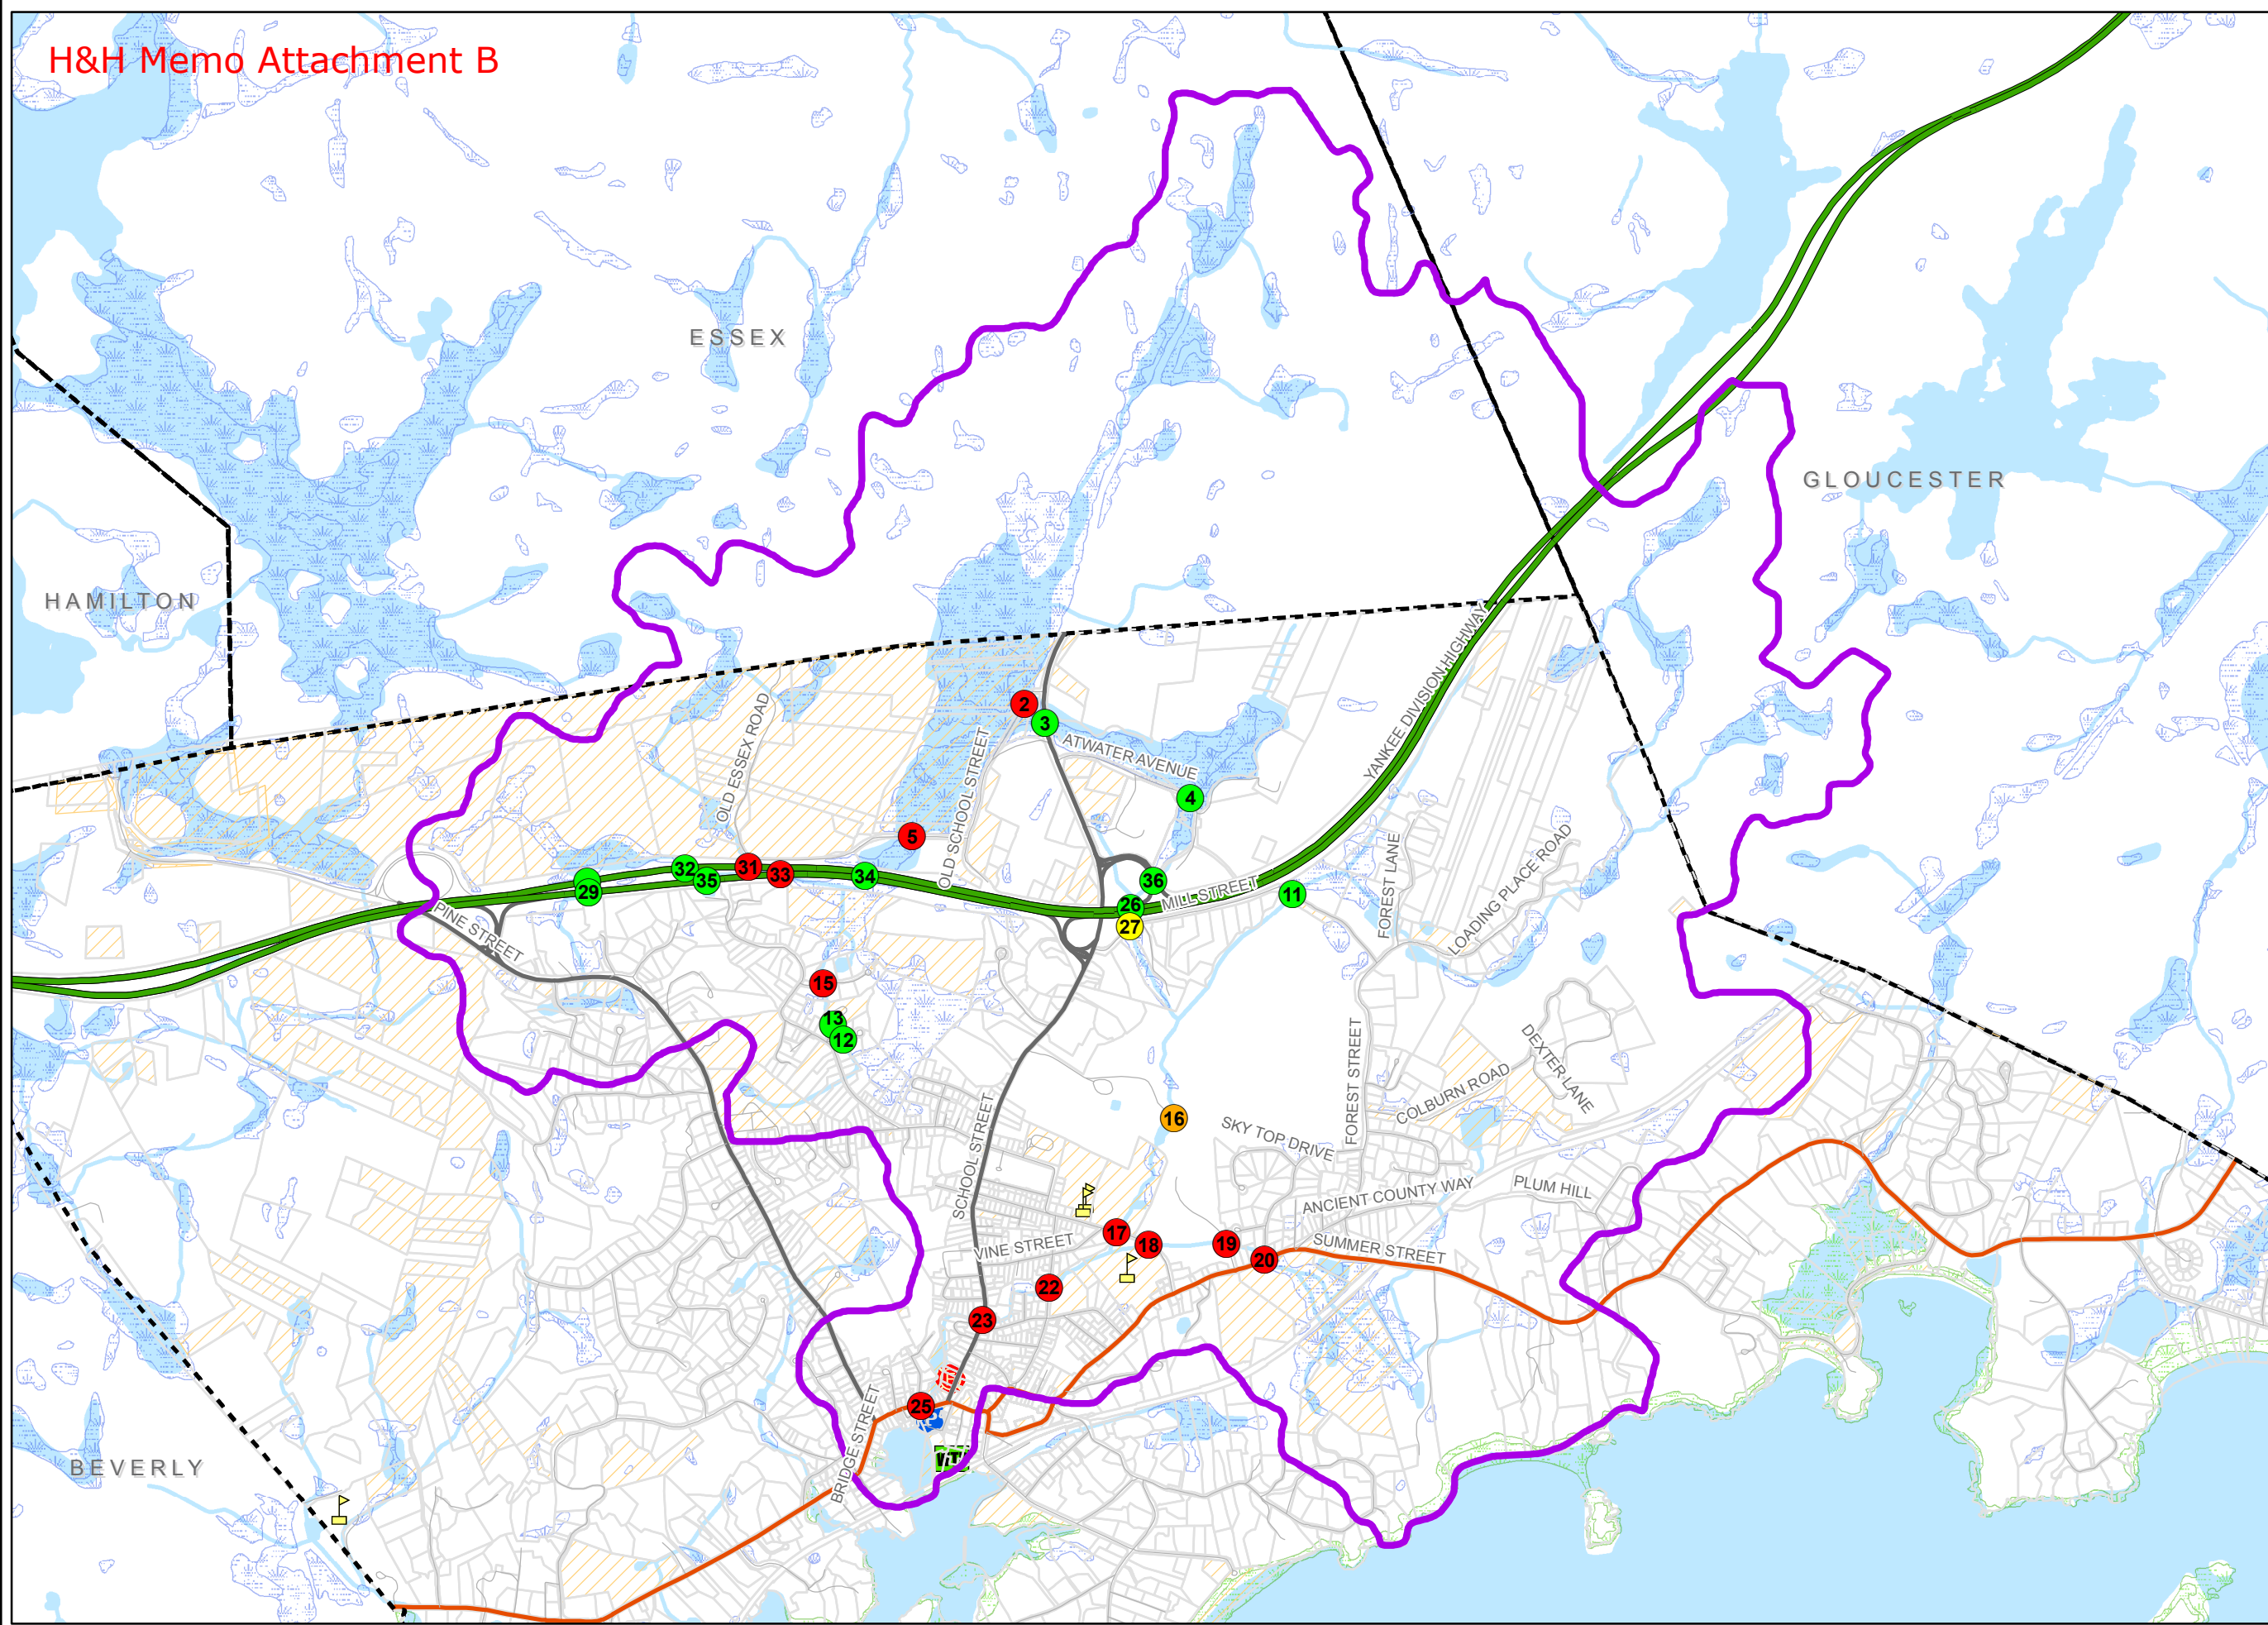 H&H Memo Attachment B
ESSEX
GLOUCESTER
HAMILTON
YANKEE DIVISION HIGHWAY
2
3
ATWATER AVENUE
OLD ESSEX ROAD
OLD SCHOOL STREET
4
5
32
35
31
33
34
29
36
26
27
MILL STREET
11
FOREST LANE
LOADING PLACE ROAD
PINE STREET
15
13
12
FOREST STREET
DEXTER LANE
COLBURN ROAD
16
SKY TOP DRIVE
SCHOOL STREET
ANCIENT COUNTY WAY
PLUM HILL
17
18
19
20
VINE STREET
SUMMER STREET
22
23
25
BRIDGE STREET
BEVERLY